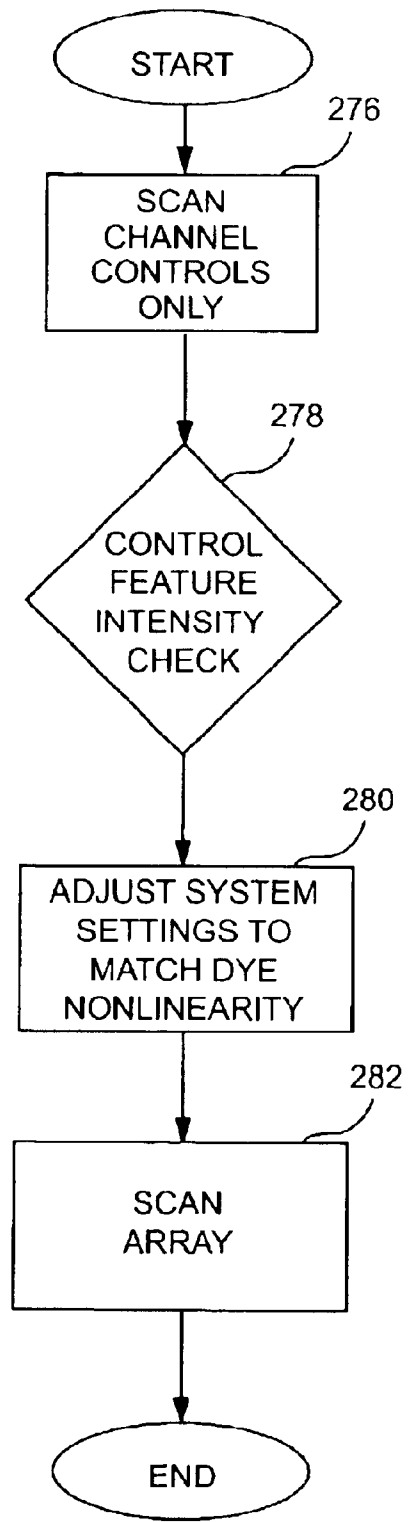 START
276
SCAN
CHANNEL
CONTROLS
ONLY
278
CONTROL
FEATURE
INTENSITY
CHECK
280
ADJUST SYSTEM
SETTINGS TO
MATCH DYE
NONLINEARITY
282
SCAN
ARRAY
END